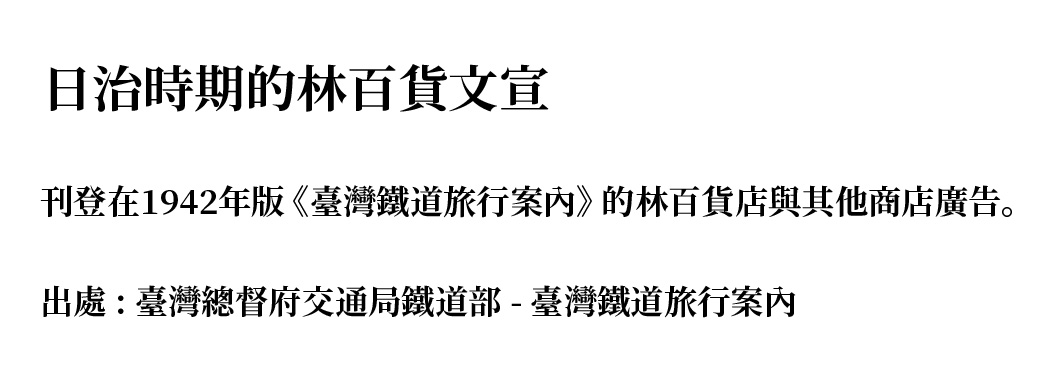 日治時期的林百貨文宣
刊登在1942年版《臺灣鐵道旅行案內》的林百貨店與其他商店廣告。
出處 : 臺灣總督府交通局鐵道部 - 臺灣鐵道旅行案內